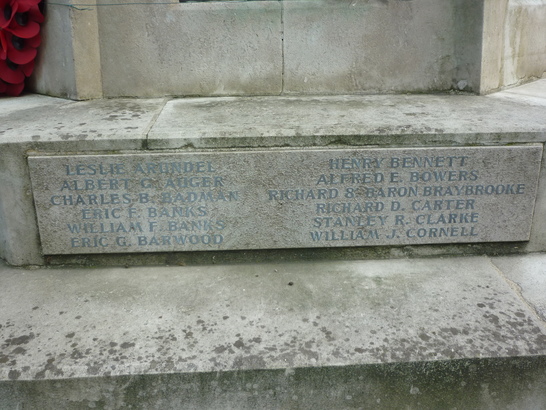 LESLIE ARUNDEL
ALBERT G. AUGER
CHARLES B. BADMAN
ERIC F. BANKS
WILLIAM F. BANKS
ERIC G. BARWOOD
HENRY BENNETT
ALFRED E. BOWERS
RICHARD 8TH BARON BRAYBROOKE
RICHARD D. CARTER
STANLEY R. CLARKE
WILLIAM J. CORNELL